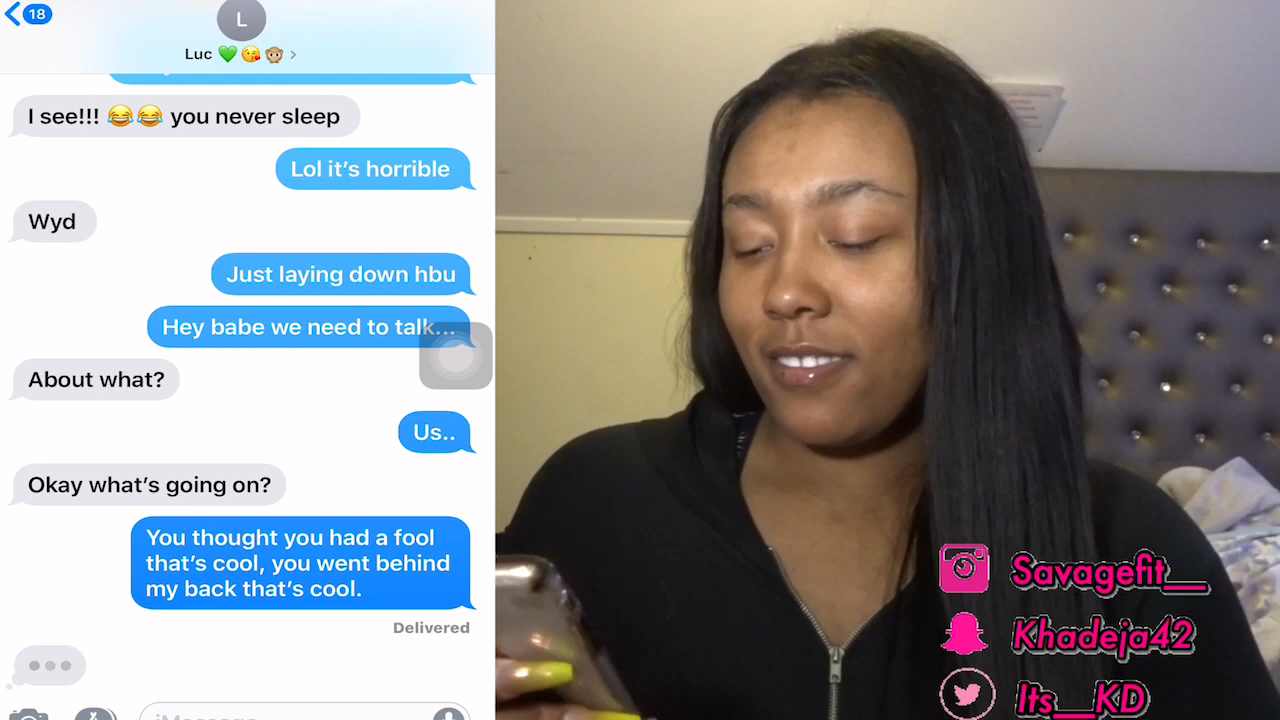 18
L
Luc 💚😘🙊 >
I see!!! 😂😂 you never sleep
Lol it's horrible
Wyd
Just laying down hbu
Hey babe we need to talk...
About what?
Us..
Okay what's going on?
You thought you had a fool
that's cool, you went behind
my back that's cool.
Delivered
iMessage
Savagefit__
Khadeja42
Its__KD